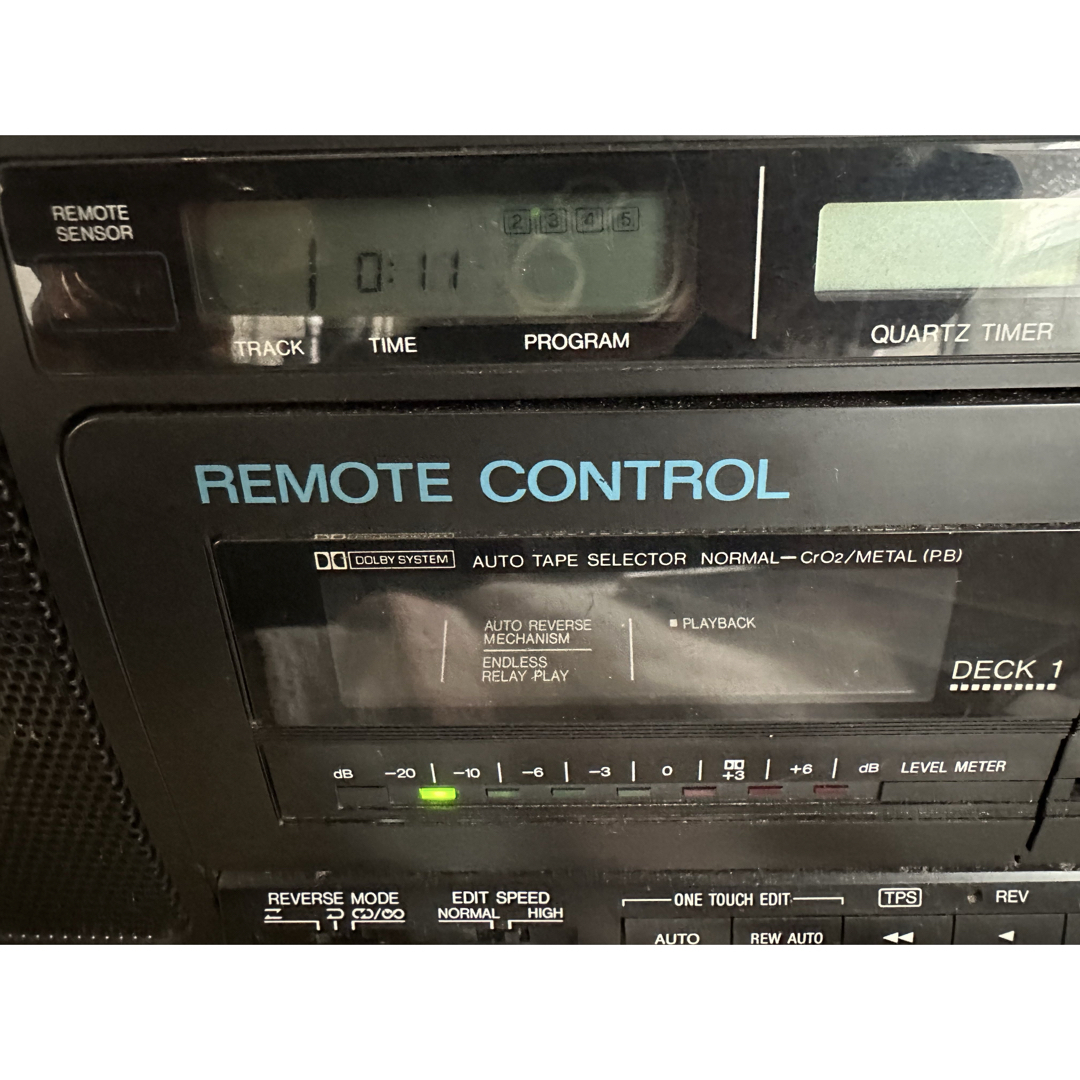 REMOTE
SENSOR
2 3 4 5
1 0:11
TRACK TIME PROGRAM
QUARTZ TIMER
REMOTE CONTROL
DOLBY SYSTEM AUTO TAPE SELECTOR NORMAL—CrO2/METAL (P.B)
AUTO REVERSE
MECHANISM
ENDLESS
RELAY PLAY
PLAYBACK
DECK 1
dB −20 −10 −6 −3 0 +3 +6 dB LEVEL METER
REVERSE MODE
EDIT SPEED
NORMAL HIGH
ONE TOUCH EDIT
TPS
REV
AUTO
REW AUTO